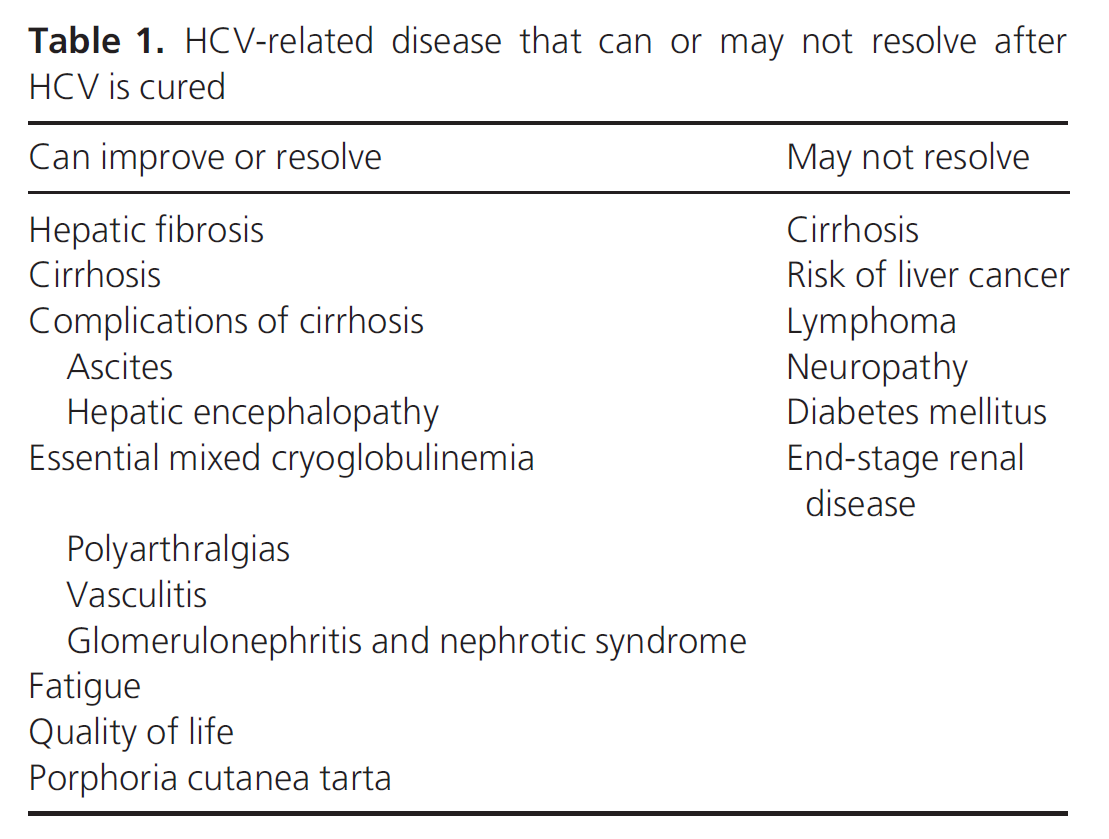 Table 1. HCV-related disease that can or may not resolve after
HCV is cured
Can improve or resolve May not resolve
Hepatic fibrosis Cirrhosis
Cirrhosis Risk of liver cancer
Complications of cirrhosis Lymphoma
Ascites Neuropathy
Hepatic encephalopathy Diabetes mellitus
Essential mixed cryoglobulinemia End-stage renal
disease
Polyarthralgias
Vasculitis
Glomerulonephritis and nephrotic syndrome
Fatigue
Quality of life
Porphoria cutanea tarta